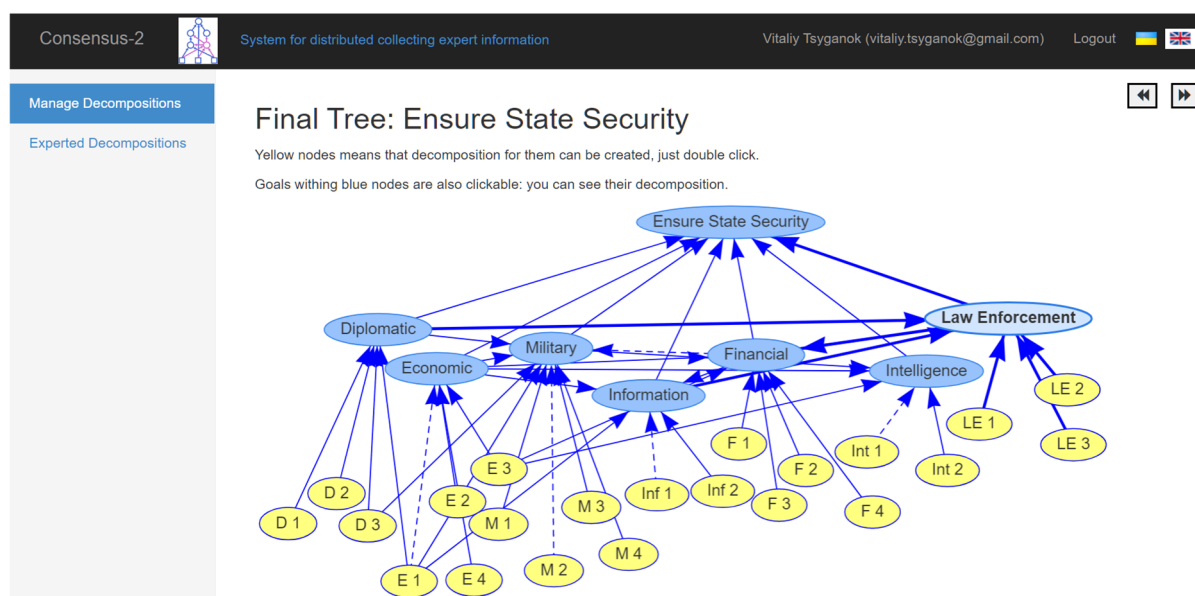 Consensus-2
System for distributed collecting expert information
Vitaliy Tsyganok (vitaliy.tsyganok@gmail.com)
Logout
Manage Decompositions
Experted Decompositions
Final Tree: Ensure State Security
Yellow nodes means that decomposition for them can be created, just double click.
Goals withing blue nodes are also clickable: you can see their decomposition.
Ensure State Security
Diplomatic
Law Enforcement
Military
Financial
Economic
Intelligence
Information
LE 2
LE 1
F 1
LE 3
Int 1
E 3
F 2
Int 2
D 2
Inf 1
Inf 2
E 2
F 3
M 3
F 4
D 1
D 3
M 1
M 4
M 2
E 1
E 4